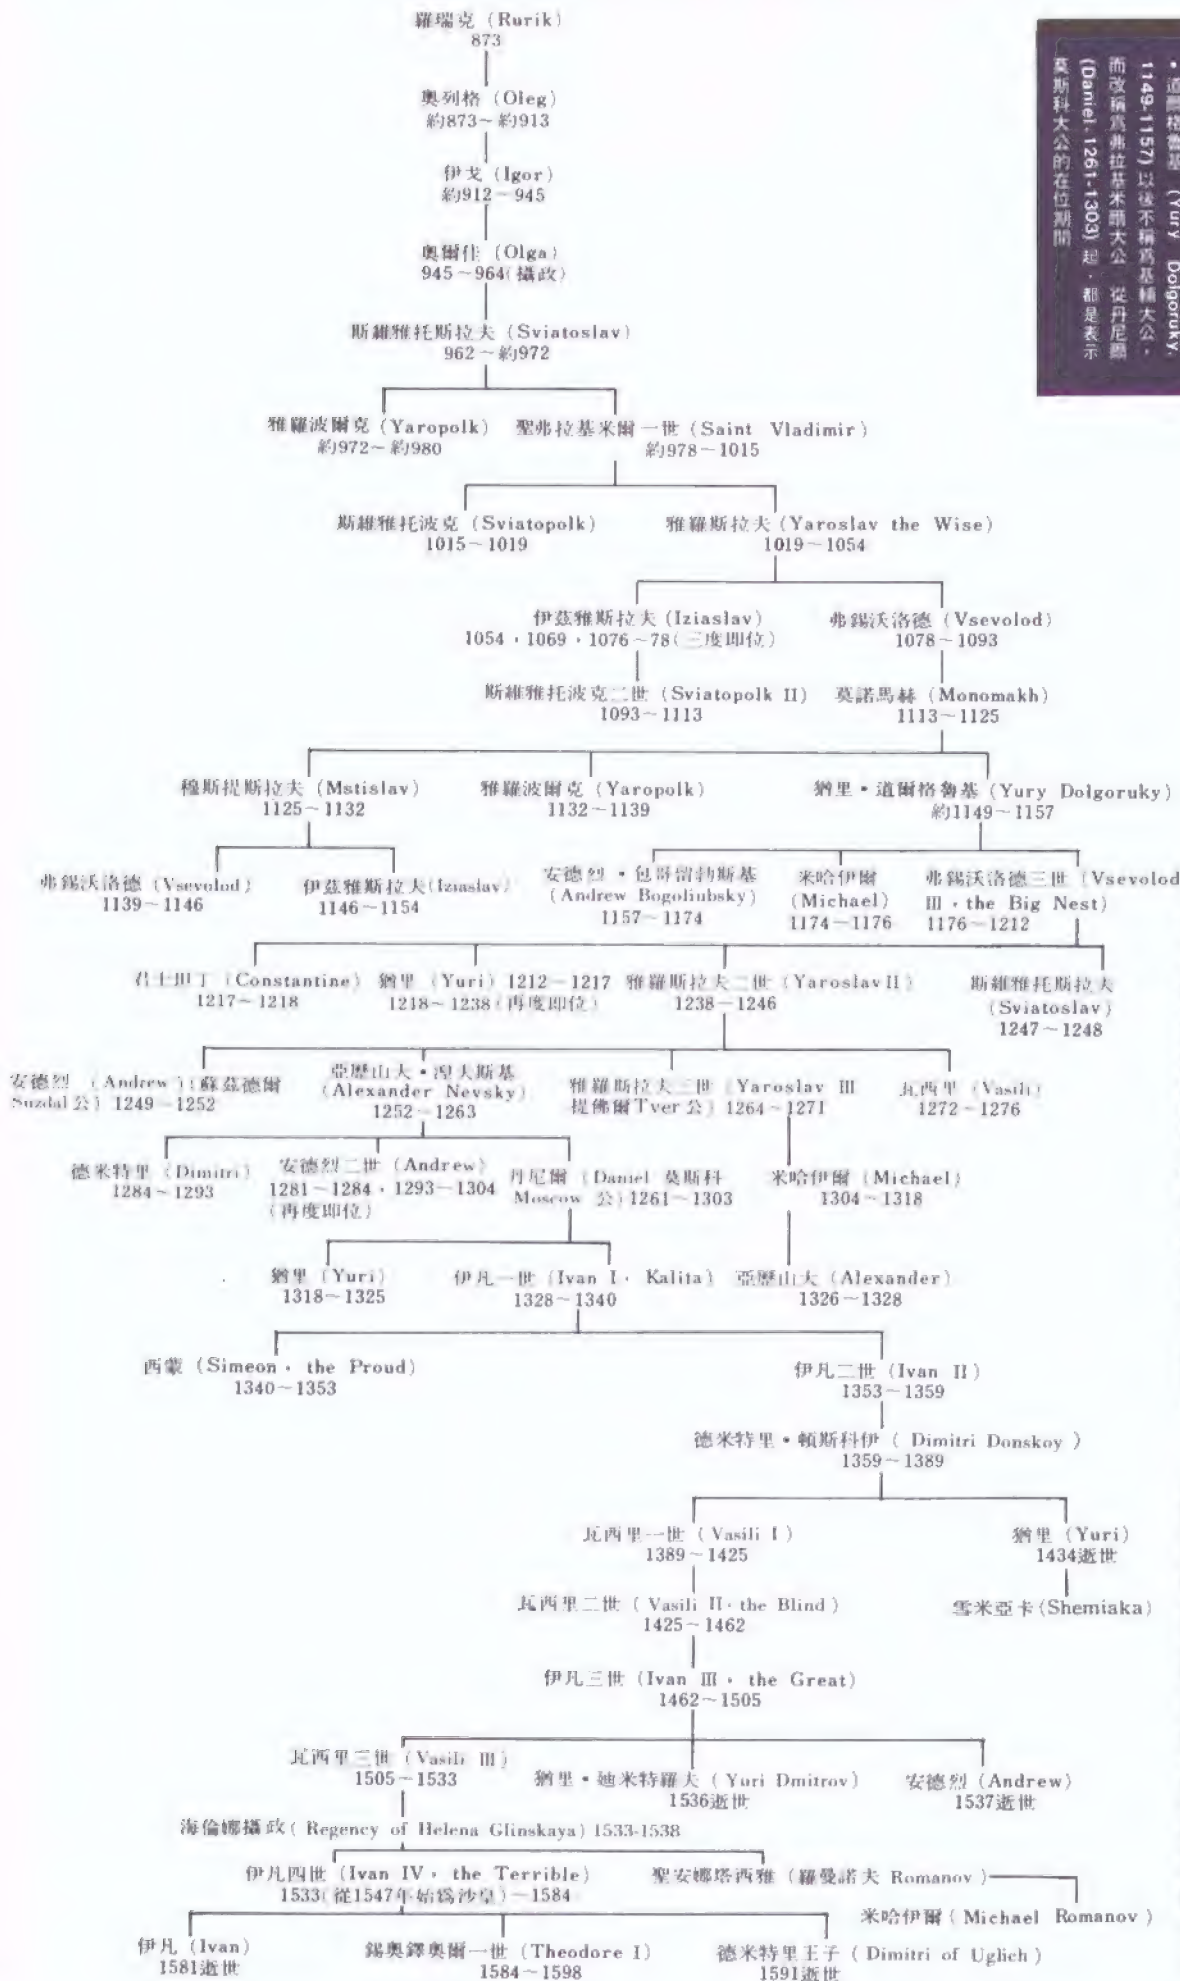 羅瑞克 (Rurik)
873
• 道爾格魯基 (Yury Dolgoruky,
1149-1157) 以後不稱爲基輔大公，
而改稱爲弗拉基米爾大公 從丹尼爾
(Daniel, 1261-1303) 起，都是表示
莫斯科大公的在位期間
奧列格 (Oleg)
約873～約913
伊戈 (Igor)
約912～945
奧爾佳 (Olga)
945～964(攝政)
斯維雅托斯拉夫 (Sviatoslav)
962～約972
雅羅波爾克 (Yaropolk) 聖弗拉基米爾一世 (Saint Vladimir)
約972～約980 約978～1015
斯維雅托波克 (Sviatopolk) 雅羅斯拉夫 (Yaroslav the Wise)
1015～1019 1019～1054
伊茲雅斯拉夫 (Iziaslav) 弗錫沃洛德 (Vsevolod)
1054，1069，1076～78(三度即位) 1078～1093
斯維雅托波克二世 (Sviatopolk II) 莫諾馬赫 (Monomakh)
1093～1113 1113～1125
穆斯提斯拉夫 (Mstislav) 雅羅波爾克 (Yaropolk) 猶里・道爾格魯基 (Yury Dolgoruky)
1125～1132 1132～1139 約1149～1157
弗錫沃洛德 (Vsevolod) 伊茲雅斯拉夫 (Iziaslav) 安德烈・包哥留勃斯基 米哈伊爾 弗錫沃洛德三世 (Vsevolod
1139～1146 1146～1154 (Andrew Bogoliubsky) (Michael) III，the Big Nest)
1157～1174 1174～1176 1176～1212
君士坦丁 (Constantine) 猶里 (Yuri) 1212～1217 雅羅斯拉夫二世 (Yaroslav II) 斯維雅托斯拉夫
1217～1218 1218～1238(再度即位) 1238～1246 (Sviatoslav)
1247～1248
安德烈 (Andrew) 蘇茲德爾 亞歷山大・涅夫斯基 雅羅斯拉夫三世 (Yaroslav III 瓦西里 (Vasili)
Suzdal公) 1249～1252 (Alexander Nevsky) 提佛爾Tver公) 1264～1271 1272～1276
1252～1263
德米特里 (Dimitri) 安德烈二世 (Andrew) 丹尼爾 (Daniel 莫斯科 米哈伊爾 (Michael)
1284～1293 1281～1284，1293～1304 Moscow 公) 1261～1303 1304～1318
(再度即位)
猶里 (Yuri) 伊凡一世 (Ivan I，Kalita) 亞歷山大 (Alexander)
1318～1325 1328～1340 1326～1328
西蒙 (Simeon，the Proud) 伊凡二世 (Ivan II)
1340～1353 1353～1359
德米特里・頓斯科伊 ( Dimitri Donskoy )
1359～1389
瓦西里一世 (Vasili I) 猶里 (Yuri)
1389～1425 1434逝世
瓦西里二世 ( Vasili II，the Blind ) 雪米亞卡 (Shemiaka)
1425～1462
伊凡三世 (Ivan III，the Great)
1462～1505
瓦西里三世 (Vasili III) 猶里・廸米特羅夫 ( Yuri Dmitrov) 安德烈 (Andrew)
1505～1533 1536逝世 1537逝世
海倫娜攝政 ( Regency of Helena Glinskaya) 1533-1538
伊凡四世 (Ivan IV，the Terrible) 聖安娜塔西雅 (羅曼諾夫 Romanov )
1533(從1547年始爲沙皇)～1584
米哈伊爾 ( Michael Romanov )
伊凡 (Ivan) 錫奧鐸奧爾一世 (Theodore I) 德米特里王子 ( Dimitri of Uglich )
1581逝世 1584～1598 1591逝世